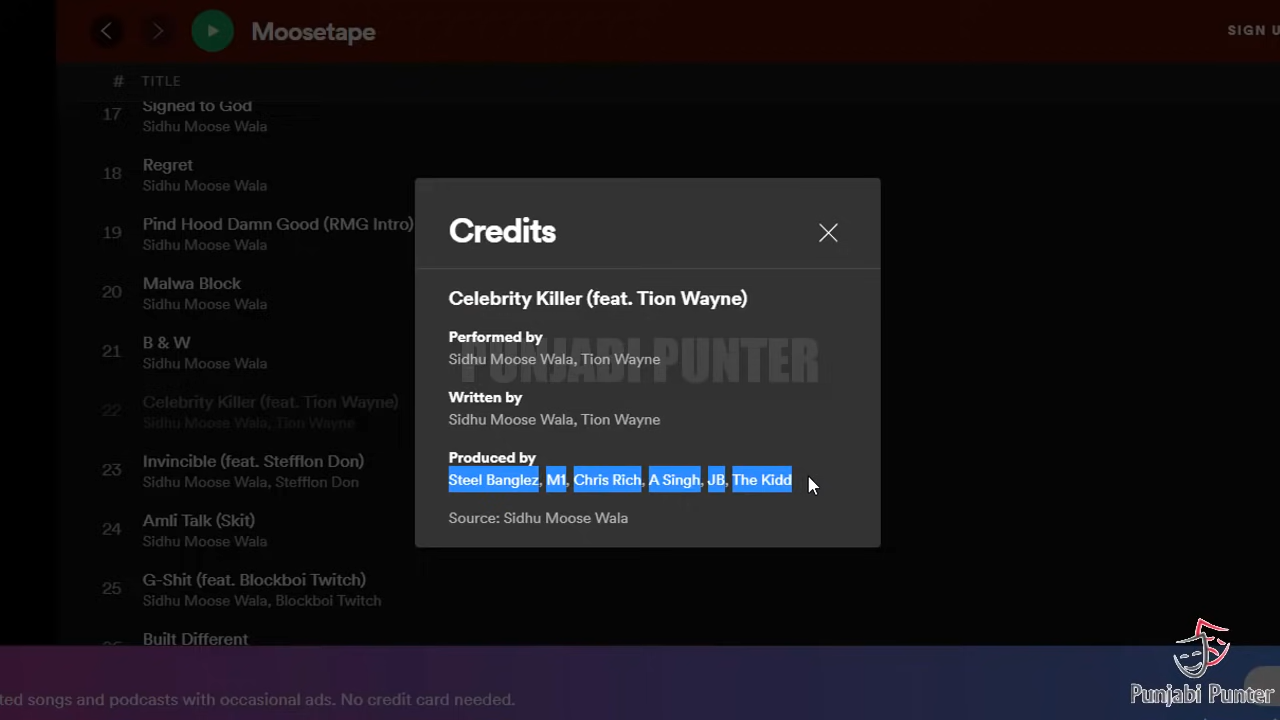 Moosetape
SIGN U
# TITLE
17 Signed to God
Sidhu Moose Wala
18 Regret
Sidhu Moose Wala
19 Pind Hood Damn Good (RMG Intro)
Sidhu Moose Wala
20 Malwa Block
Sidhu Moose Wala
21 B & W
Sidhu Moose Wala
22 Celebrity Killer (feat. Tion Wayne)
Sidhu Moose Wala, Tion Wayne
23 Invincible (feat. Stefflon Don)
Sidhu Moose Wala, Stefflon Don
24 Amli Talk (Skit)
Sidhu Moose Wala
25 G-Shit (feat. Blockboi Twitch)
Sidhu Moose Wala, Blockboi Twitch
Built Different
Credits
Celebrity Killer (feat. Tion Wayne)
Performed by
Sidhu Moose Wala, Tion Wayne
PUNJABI PUNTER
Written by
Sidhu Moose Wala, Tion Wayne
Produced by
Steel Banglez, M1, Chris Rich, A Singh, JB, The Kidd
Source: Sidhu Moose Wala
ted songs and podcasts with occasional ads. No credit card needed.
Punjabi Punter